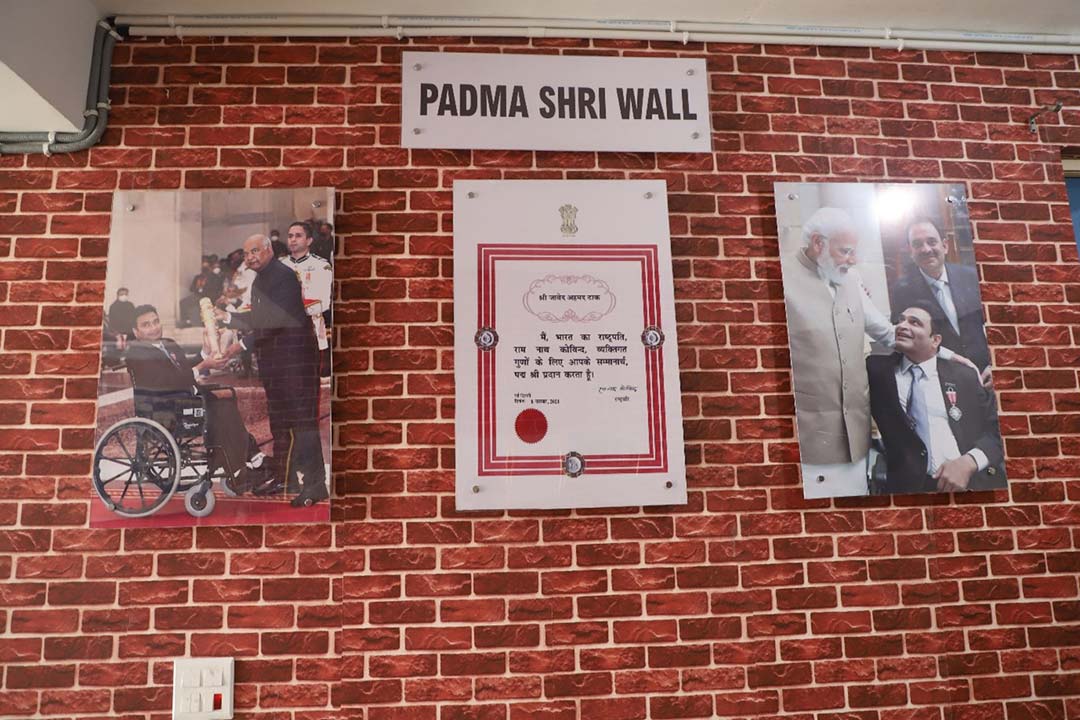 PADMA SHRI WALL
श्री जावेद अहमद टाक
मैं, भारत का राष्ट्रपति,
राम नाथ कोविन्द, व्यक्तिगत
गुणों के लिए आपके सम्मानार्थ,
पद्म श्री प्रदान करता हूँ।
राष्ट्रपति
नई दिल्ली